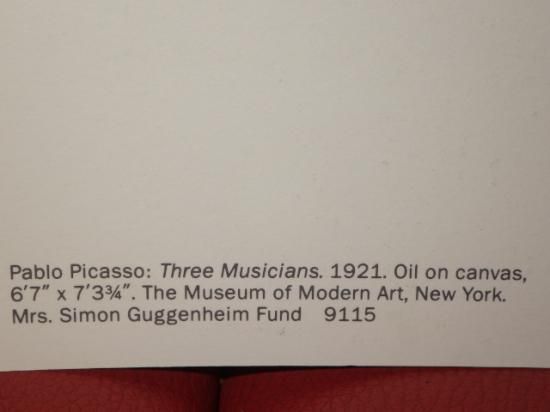 Pablo Picasso: Three Musicians. 1921. Oil on canvas,
6'7" x 7'3¾". The Museum of Modern Art, New York.
Mrs. Simon Guggenheim Fund 9115